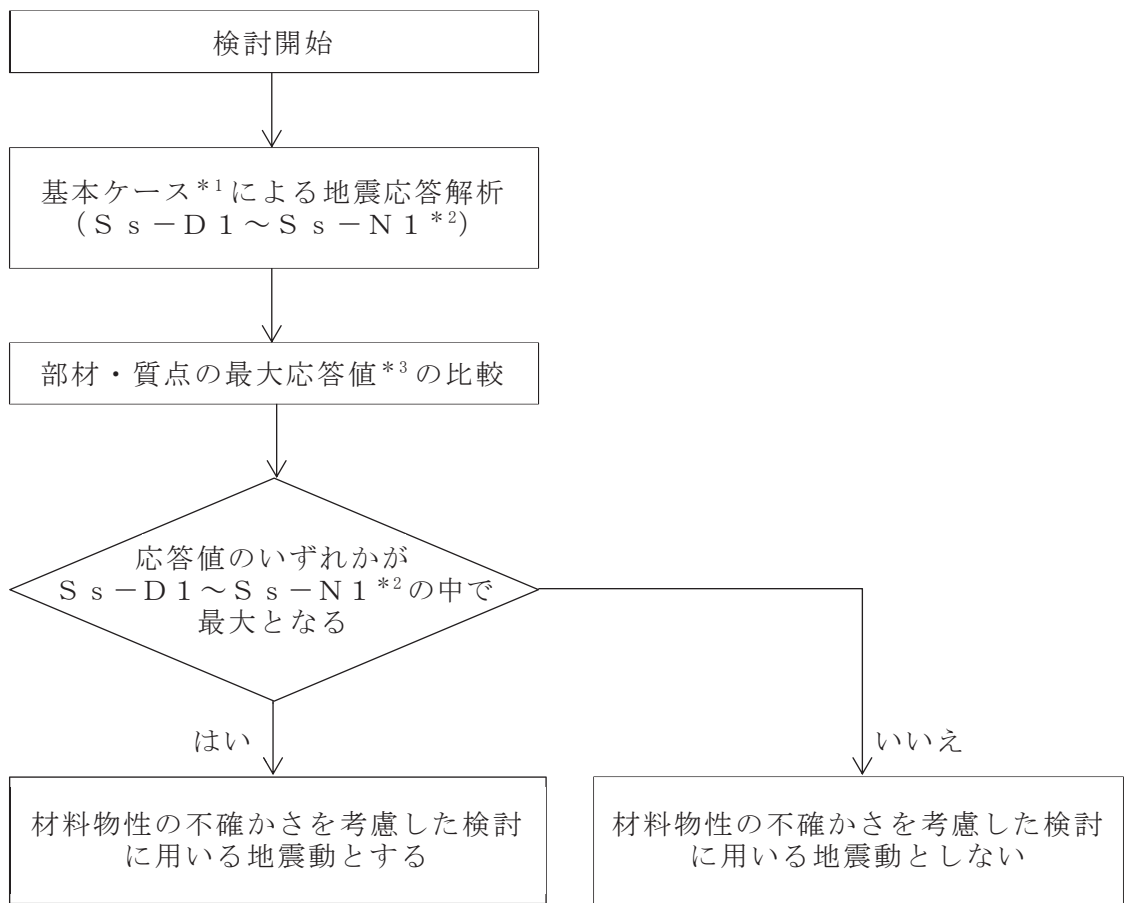 検討開始
基本ケース*1による地震応答解析
(Ss-D1~Ss-N1*2)
部材・質点の最大応答値*3の比較
応答値のいずれかが
Ss-D1~Ss-N1*2の中で
最大となる
はい
いいえ
材料物性の不確かさを考慮した検討
に用いる地震動とする
材料物性の不確かさを考慮した検討
に用いる地震動としない